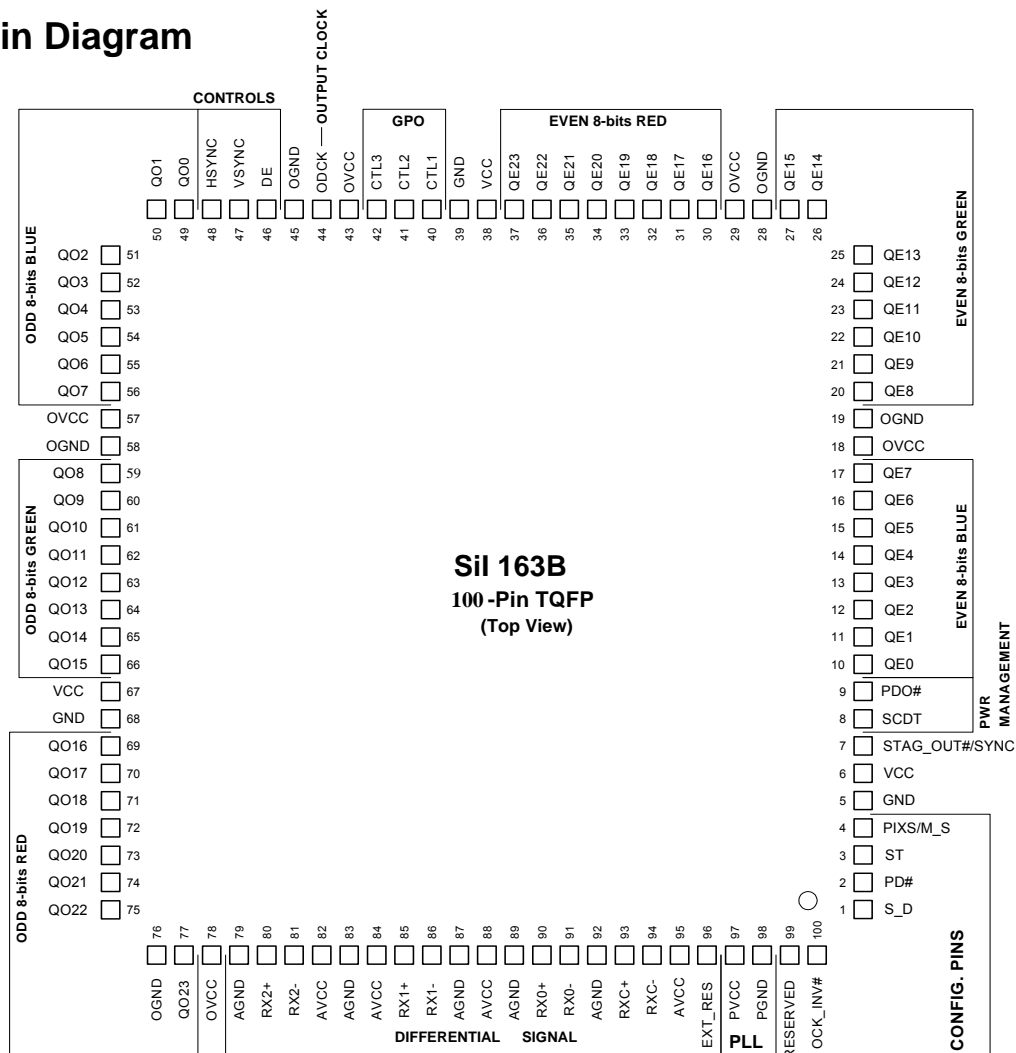 in Diagram
CONTROLS
OUTPUT CLOCK
GPO
EVEN 8-bits RED
QO1
QO0
HSYNC
VSYNC
DE
OGND
ODCK
OVCC
CTL3
CTL2
CTL1
GND
VCC
QE23
QE22
QE21
QE20
QE19
QE18
QE17
QE16
OVCC
OGND
QE15
QE14
50
49
48
47
46
45
44
43
42
41
40
39
38
37
36
35
34
33
32
31
30
29
28
27
26
ODD 8-bits BLUE
QO2 51
QO3 52
QO4 53
QO5 54
QO6 55
QO7 56
OVCC 57
OGND 58
ODD 8-bits GREEN
QO8 59
QO9 60
QO10 61
QO11 62
QO12 63
QO13 64
QO14 65
QO15 66
VCC 67
GND 68
ODD 8-bits RED
QO16 69
QO17 70
QO18 71
QO19 72
QO20 73
QO21 74
QO22 75
SiI 163B
100 -Pin TQFP
(Top View)
25 QE13
24 QE12
23 QE11
22 QE10
21 QE9
20 QE8
EVEN 8-bits GREEN
19 OGND
18 OVCC
17 QE7
16 QE6
15 QE5
14 QE4
13 QE3
12 QE2
11 QE1
10 QE0
EVEN 8-bits BLUE
9 PDO#
8 SCDT
PWR
MANAGEMENT
7 STAG_OUT#/SYNC
6 VCC
5 GND
4 PIXS/M_S
3 ST
2 PD#
1 S_D
CONFIG. PINS
76
77
78
79
80
81
82
83
84
85
86
87
88
89
90
91
92
93
94
95
96
97
98
99
100
OGND
QO23
OVCC
AGND
RX2+
RX2-
AVCC
AGND
AVCC
RX1+
RX1-
AGND
AVCC
AGND
RX0+
RX0-
AGND
RXC+
RXC-
AVCC
EXT_RES
PVCC
PGND
RESERVED
OCK_INV#
DIFFERENTIAL SIGNAL
PLL